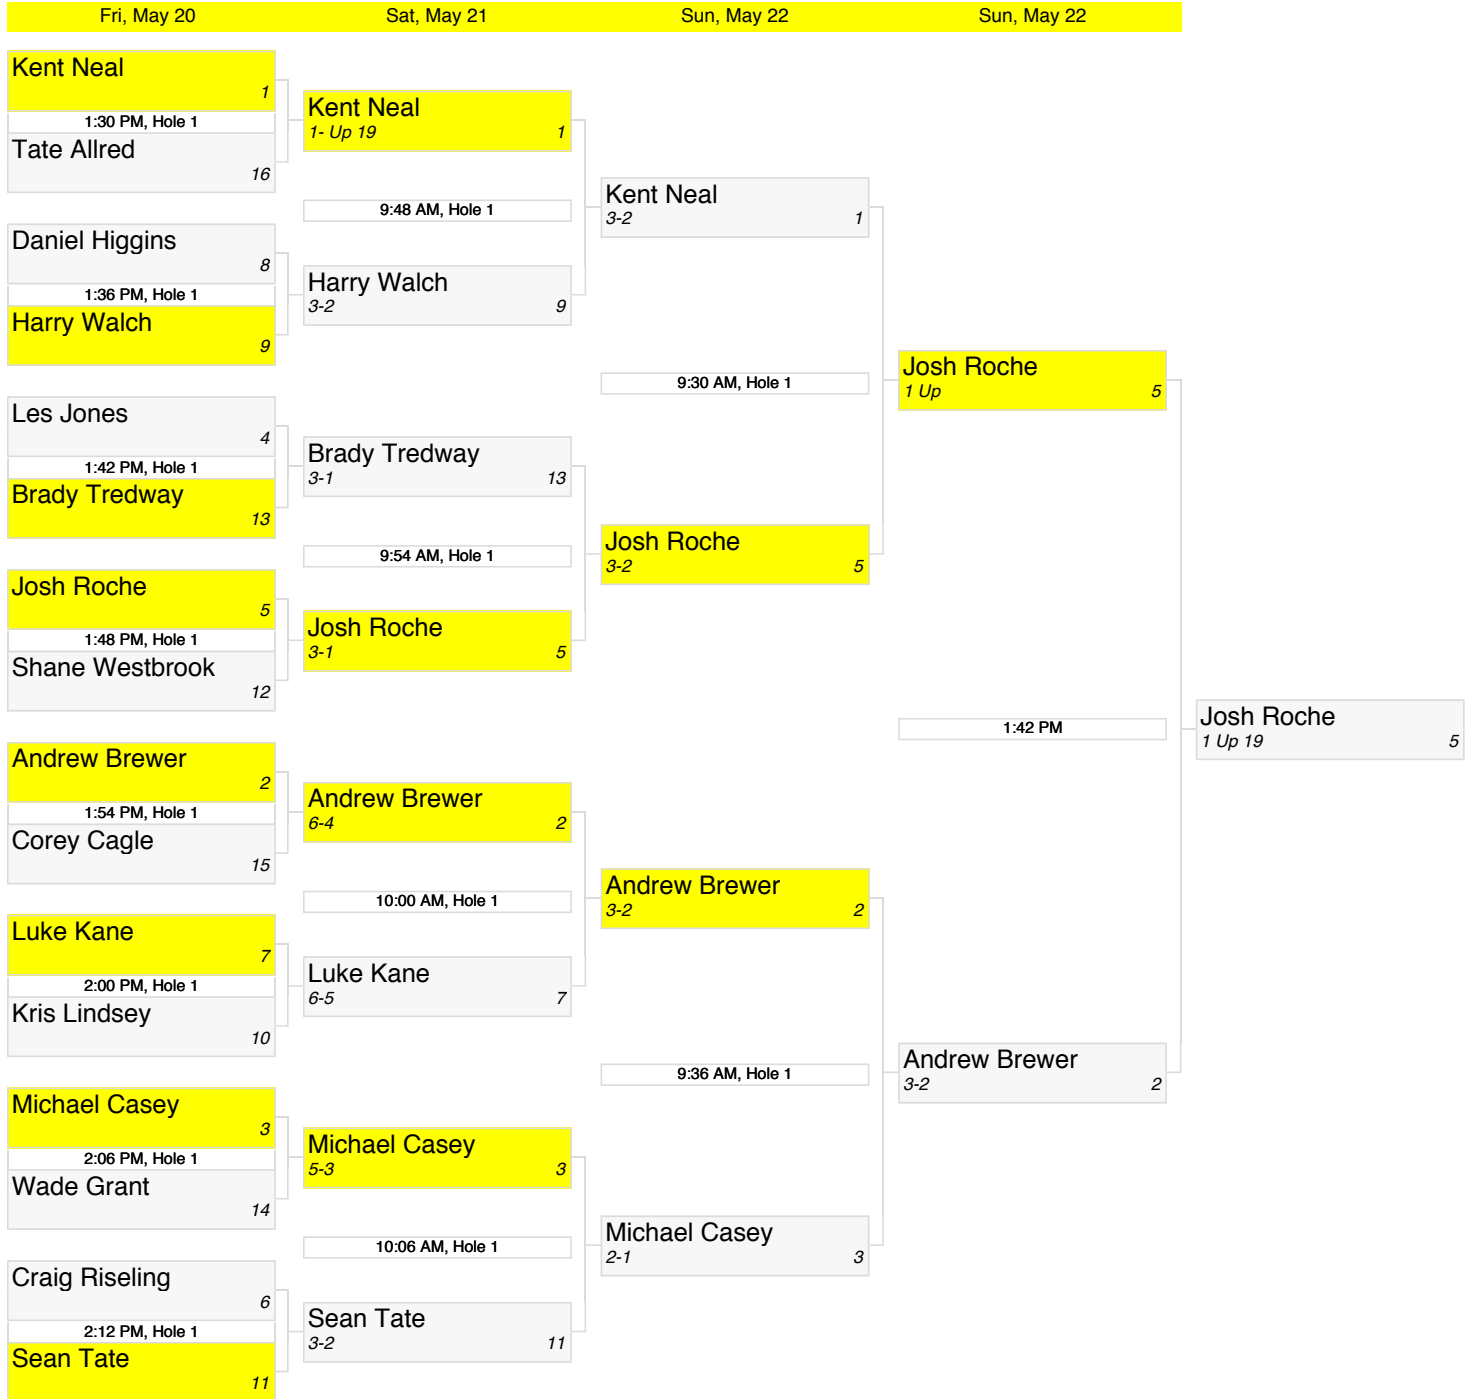 Fri, May 20
Sat, May 21
Sun, May 22
Sun, May 22
Kent Neal
1
1:30 PM, Hole 1
Tate Allred
16
Daniel Higgins
8
1:36 PM, Hole 1
Harry Walch
9
Les Jones
4
1:42 PM, Hole 1
Brady Tredway
13
Josh Roche
5
1:48 PM, Hole 1
Shane Westbrook
12
Andrew Brewer
2
1:54 PM, Hole 1
Corey Cagle
15
Luke Kane
7
2:00 PM, Hole 1
Kris Lindsey
10
Michael Casey
3
2:06 PM, Hole 1
Wade Grant
14
Craig Riseling
6
2:12 PM, Hole 1
Sean Tate
11
Kent Neal
1- Up 19 1
9:48 AM, Hole 1
Harry Walch
3-2 9
Brady Tredway
3-1 13
9:54 AM, Hole 1
Josh Roche
3-1 5
Andrew Brewer
6-4 2
10:00 AM, Hole 1
Luke Kane
6-5 7
Michael Casey
5-3 3
10:06 AM, Hole 1
Sean Tate
3-2 11
Kent Neal
3-2 1
9:30 AM, Hole 1
Josh Roche
3-2 5
Andrew Brewer
3-2 2
9:36 AM, Hole 1
Michael Casey
2-1 3
Josh Roche
1 Up 5
1:42 PM
Andrew Brewer
3-2 2
Josh Roche
1 Up 19 5